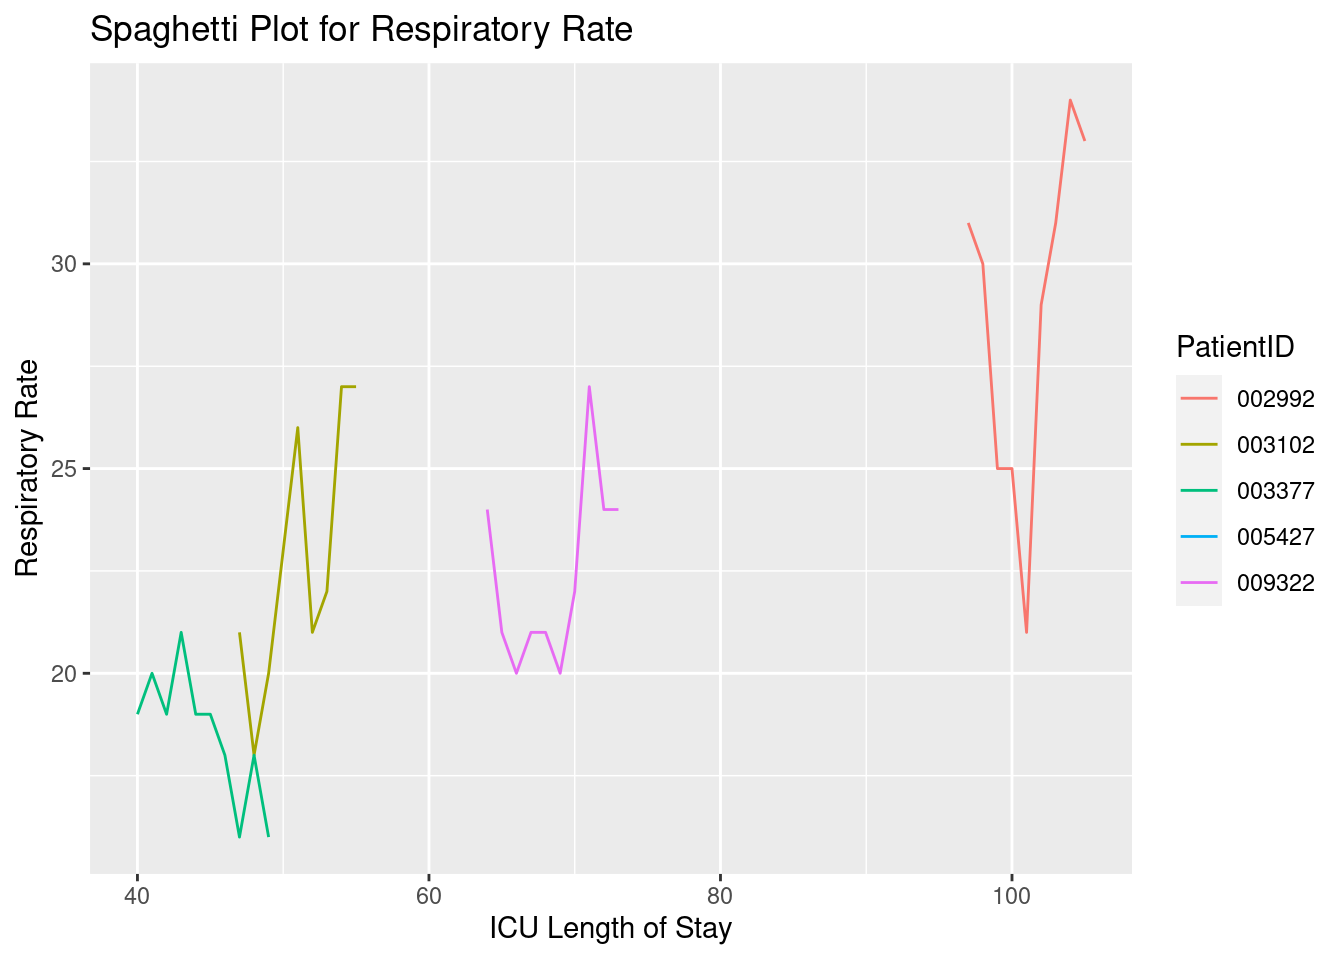 Spaghetti Plot for Respiratory Rate
Respiratory Rate
30
25
20
40 60 80 100
ICU Length of Stay
PatientID
002992
003102
003377
005427
009322